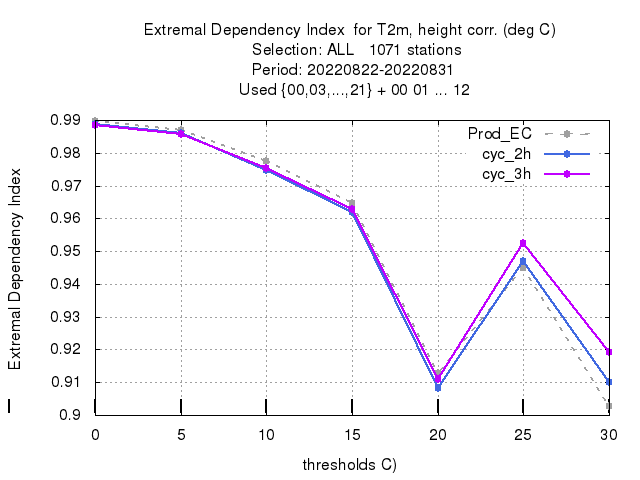 Extremal Dependency Index  for T2m, height corr. (deg C)
Selection: ALL   1071 stations
Period: 20220822-20220831
Used {00,03,...,21} + 00 01 ... 12
Prod_EC
cyc_2h
cyc_3h
Extremal Dependency Index
0.99
0.98
0.97
0.96
0.95
0.94
0.93
0.92
0.91
0.9
0 5 10 15 20 25 30
thresholds C)